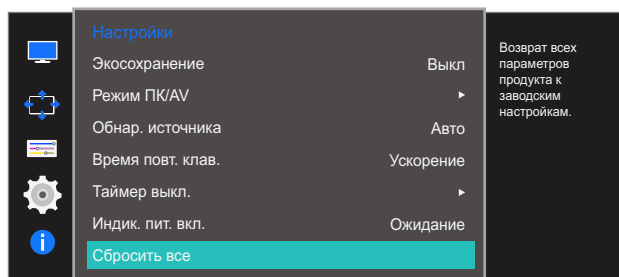 Настройки
Экосохранение Выкл
Режим ПК/AV
Обнар. источника Авто
Время повт. клав. Ускорение
Таймер выкл.
Индик. пит. вкл. Ожидание
Сбросить все
Возврат всех
параметров
продукта к
заводским
настройкам.